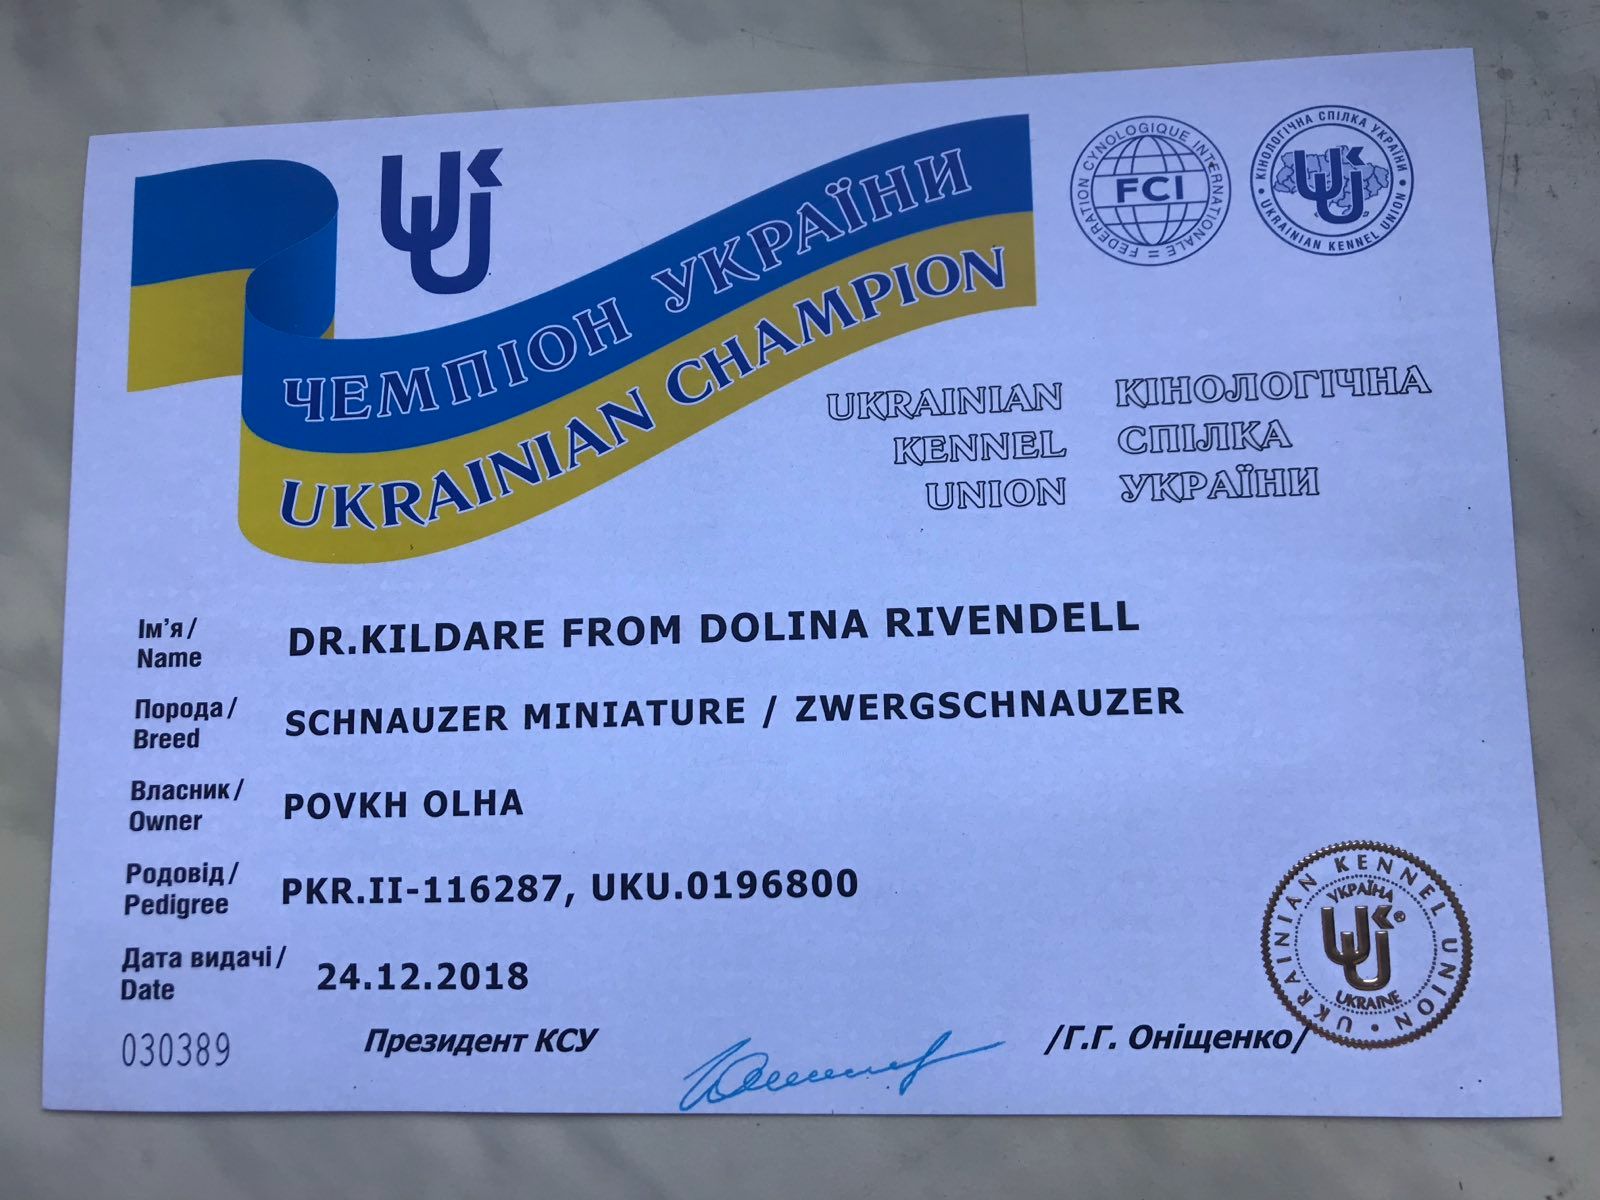 UKU
ЧЕМПІОН УКРАЇНИ
UKRAINIAN CHAMPION
FEDERATION CYNOLOGIQUE INTERNATIONALE
FCI
КІНОЛОГІЧНА СПІЛКА УКРАЇНИ
UKU
UKRAINIAN KENNEL UNION
UKRAINIAN КІНОЛОГІЧНА
KENNEL СПІЛКА
UNION УКРАЇНИ
Ім'я/
Name
DR.KILDARE FROM DOLINA RIVENDELL
Порода/
Breed
SCHNAUZER MINIATURE / ZWERGSCHNAUZER
Власник/
Owner
POVKH OLHA
Родовід/
Pedigree
PKR.II-116287, UKU.0196800
Дата видачі/
Date
24.12.2018
030389
Президент КСУ
/Г.Г. Оніщенко/
UKRAINIAN KENNEL UNION
УКРАЇНА
UKU®
UKRAINE